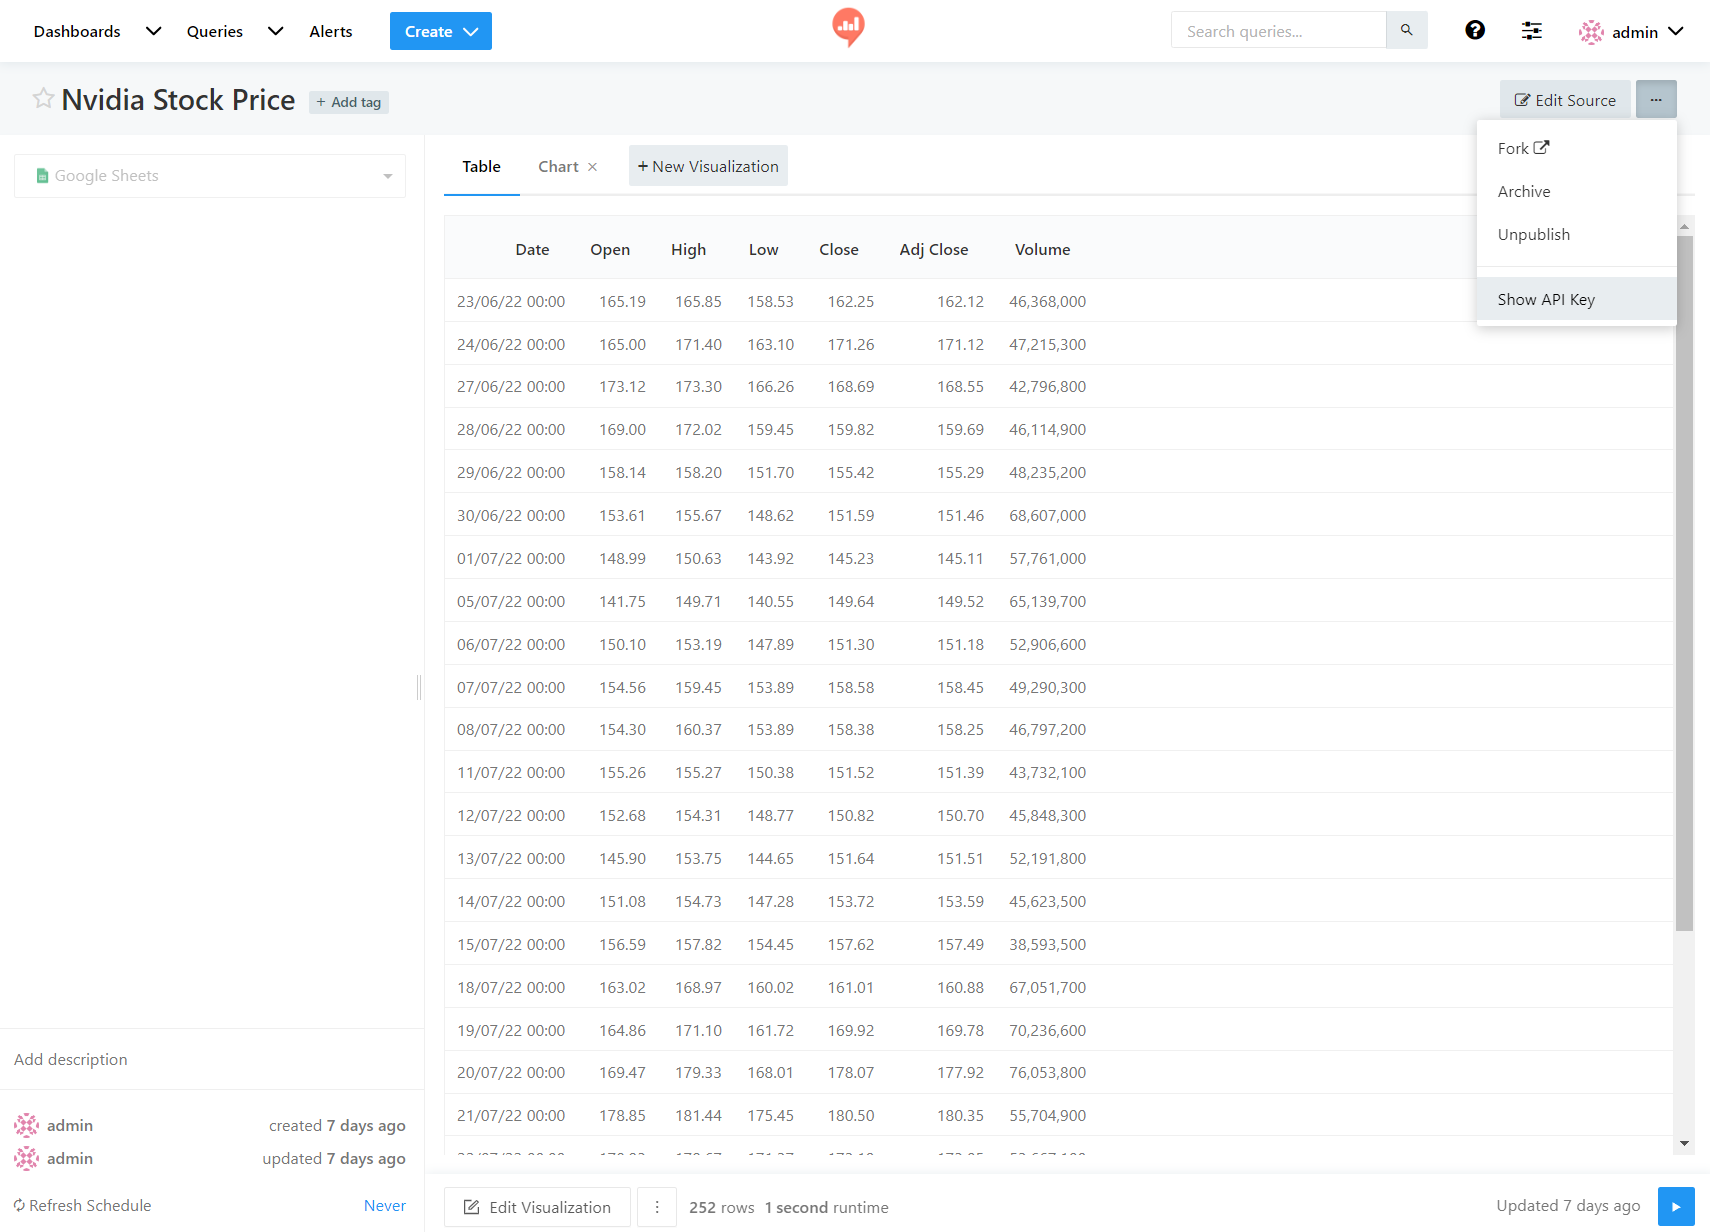 Dashboards Queries Alerts Create Search queries... admin
Nvidia Stock Price + Add tag Edit Source ...
Fork
Archive
Unpublish
Show API Key
Google Sheets
Table Chart × + New Visualization
Date Open High Low Close Adj Close Volume
23/06/22 00:00 165.19 165.85 158.53 162.25 162.12 46,368,000
24/06/22 00:00 165.00 171.40 163.10 171.26 171.12 47,215,300
27/06/22 00:00 173.12 173.30 166.26 168.69 168.55 42,796,800
28/06/22 00:00 169.00 172.02 159.45 159.82 159.69 46,114,900
29/06/22 00:00 158.14 158.20 151.70 155.42 155.29 48,235,200
30/06/22 00:00 153.61 155.67 148.62 151.59 151.46 68,607,000
01/07/22 00:00 148.99 150.63 143.92 145.23 145.11 57,761,000
05/07/22 00:00 141.75 149.71 140.55 149.64 149.52 65,139,700
06/07/22 00:00 150.10 153.19 147.89 151.30 151.18 52,906,600
07/07/22 00:00 154.56 159.45 153.89 158.58 158.45 49,290,300
08/07/22 00:00 154.30 160.37 153.89 158.38 158.25 46,797,200
11/07/22 00:00 155.26 155.27 150.38 151.52 151.39 43,732,100
12/07/22 00:00 152.68 154.31 148.77 150.82 150.70 45,848,300
13/07/22 00:00 145.90 153.75 144.65 151.64 151.51 52,191,800
14/07/22 00:00 151.08 154.73 147.28 153.72 153.59 45,623,500
15/07/22 00:00 156.59 157.82 154.45 157.62 157.49 38,593,500
18/07/22 00:00 163.02 168.97 160.02 161.01 160.88 67,051,700
19/07/22 00:00 164.86 171.10 161.72 169.92 169.78 70,236,600
20/07/22 00:00 169.47 179.33 168.01 178.07 177.92 76,053,800
21/07/22 00:00 178.85 181.44 175.45 180.50 180.35 55,704,900
Add description
admin created 7 days ago
admin updated 7 days ago
Refresh Schedule Never
Edit Visualization 252 rows 1 second runtime Updated 7 days ago